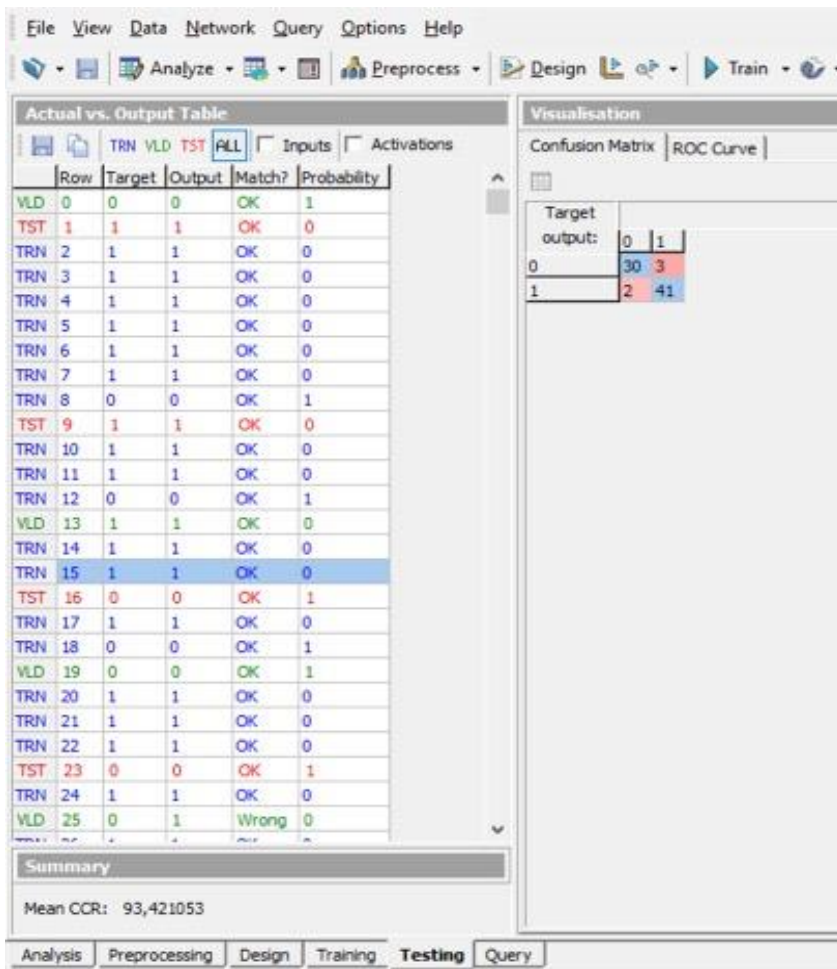 File View Data Network Query Options Help
Analyze Preprocess Design Train
Actual vs. Output Table
TRN VLD TST ALL Inputs Activations
Row Target Output Match? Probability
VLD 0 0 0 OK 1
TST 1 1 1 OK 0
TRN 2 1 1 OK 0
TRN 3 1 1 OK 0
TRN 4 1 1 OK 0
TRN 5 1 1 OK 0
TRN 6 1 1 OK 0
TRN 7 1 1 OK 0
TRN 8 0 0 OK 1
TST 9 1 1 OK 0
TRN 10 1 1 OK 0
TRN 11 1 1 OK 0
TRN 12 0 0 OK 1
VLD 13 1 1 OK 0
TRN 14 1 1 OK 0
TRN 15 1 1 OK 0
TST 16 0 0 OK 1
TRN 17 1 1 OK 0
TRN 18 0 0 OK 1
VLD 19 0 0 OK 1
TRN 20 1 1 OK 0
TRN 21 1 1 OK 0
TRN 22 1 1 OK 0
TST 23 0 0 OK 1
TRN 24 1 1 OK 0
VLD 25 0 1 Wrong 0
Summary
Mean CCR: 93,421053
Visualisation
Confusion Matrix ROC Curve
Target
output: 0 1
0 30 3
1 2 41
Analysis Preprocessing Design Training Testing Query